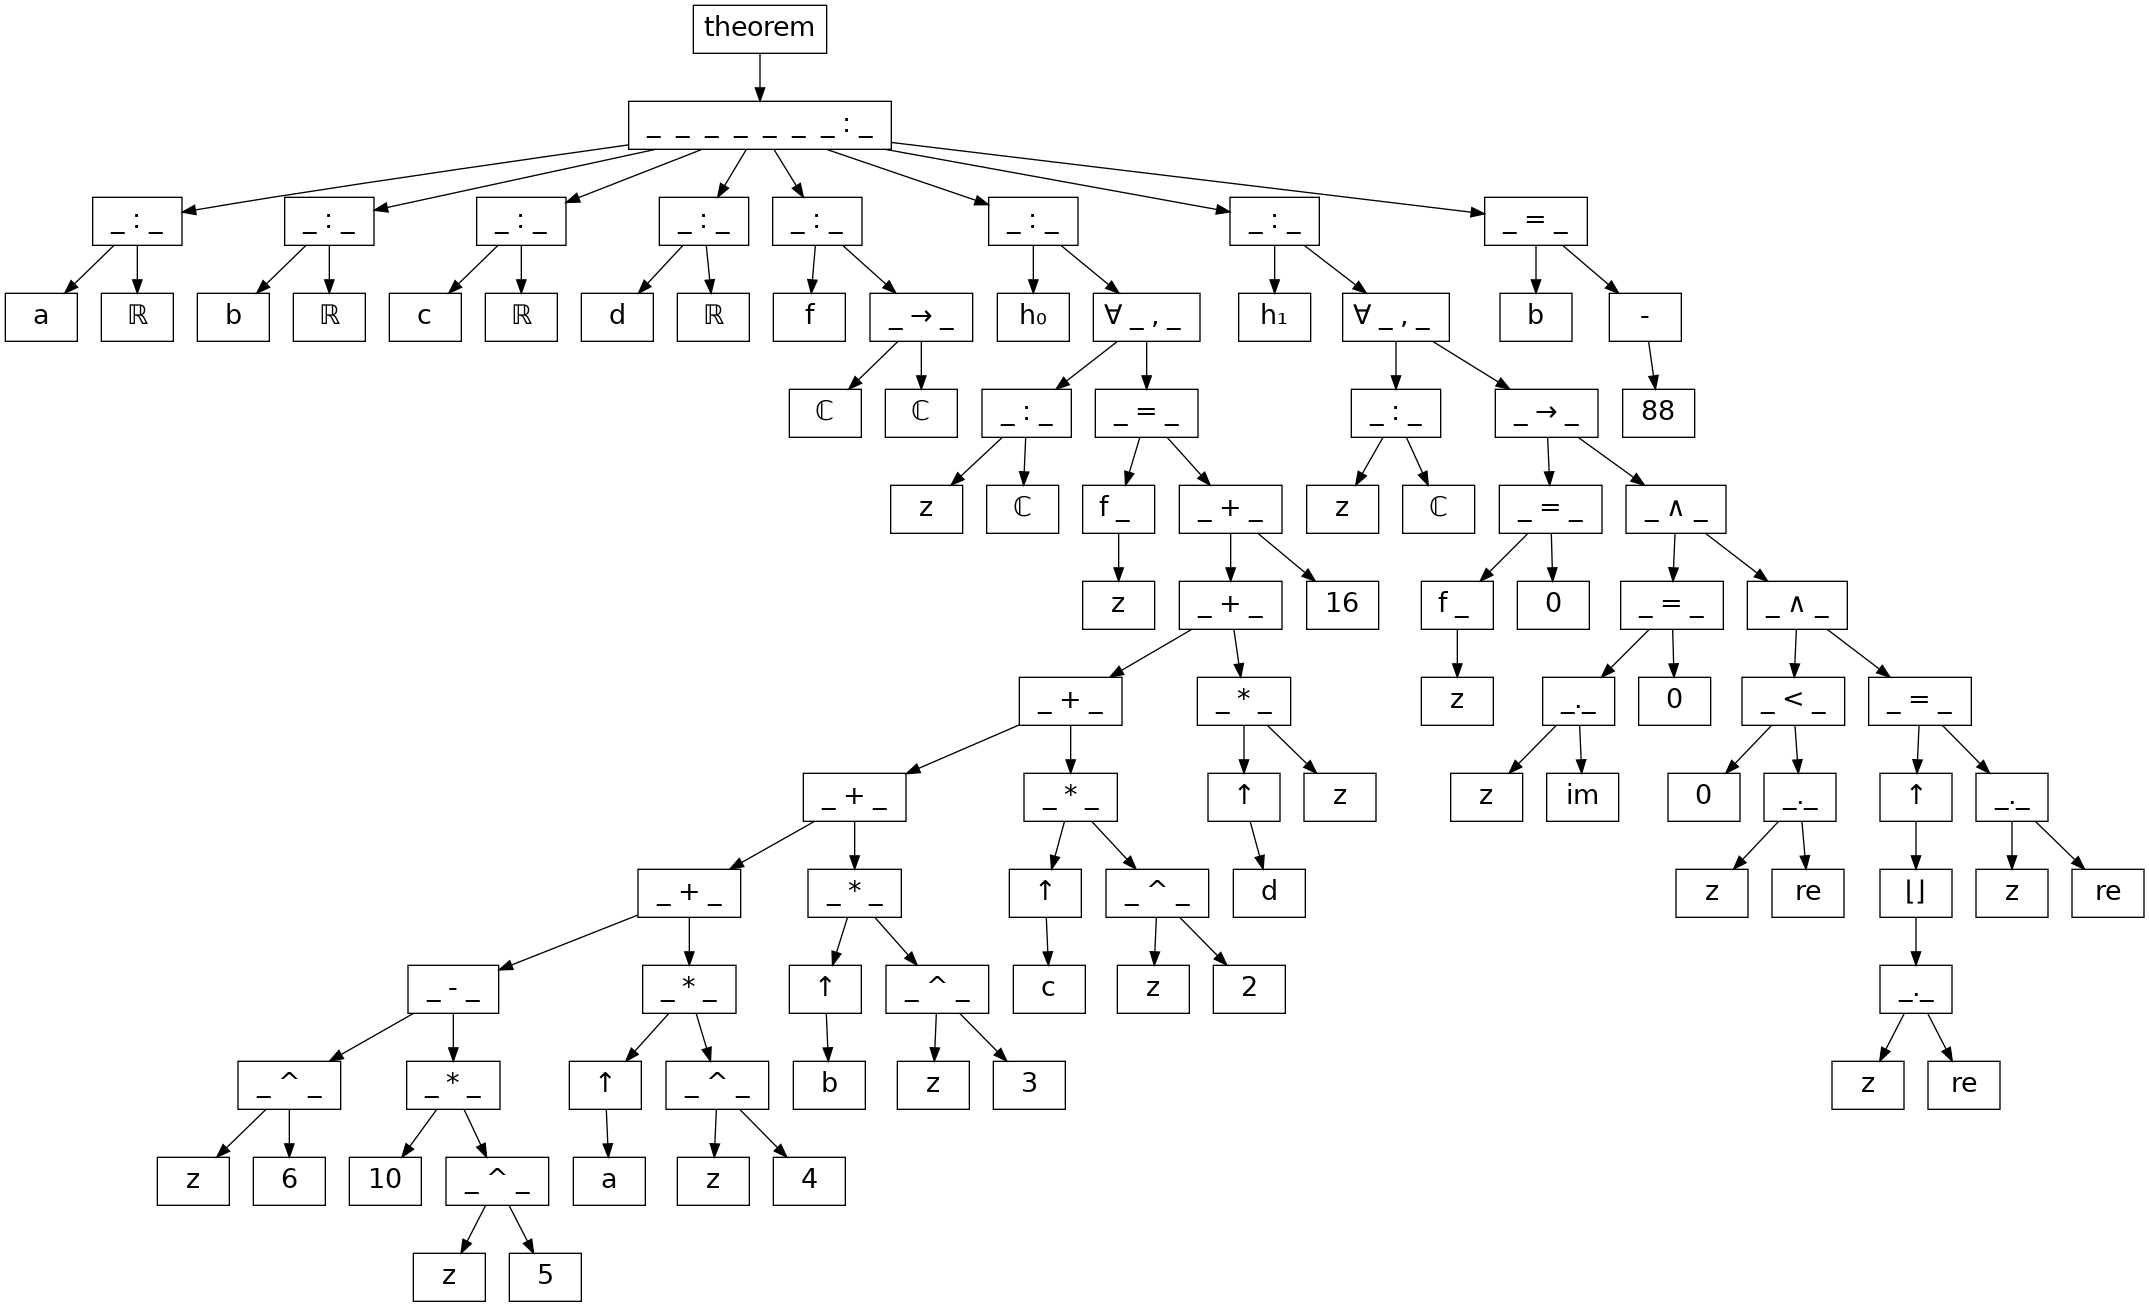 theorem
_ _ _ _ _ _ _ : _
_ : _ _ : _ _ : _ _ : _ _ : _ _ : _ _ : _ _ = _
a ℝ b ℝ c ℝ d ℝ f _ → _ h₀ ∀ _ , _ h₁ ∀ _ , _ b -
ℂ ℂ _ : _ _ = _ _ : _ _ → _ 88
z ℂ f _ _ + _ z ℂ _ = _ _ ∧ _
z _ + _ 16 f _ 0 _ = _ _ ∧ _
_ + _ _ * _ z _._ 0 _ < _ _ = _
_ + _ _ * _ ↑ z z im 0 _._ ↑ _._
_ + _ _ * _ ↑ _ ^ _ d z re ⌊⌋ z re
_ - _ _ * _ ↑ _ ^ _ c z 2 _._
_ ^ _ _ * _ ↑ _ ^ _ b z 3 z re
z 6 10 _ ^ _ a z 4
z 5